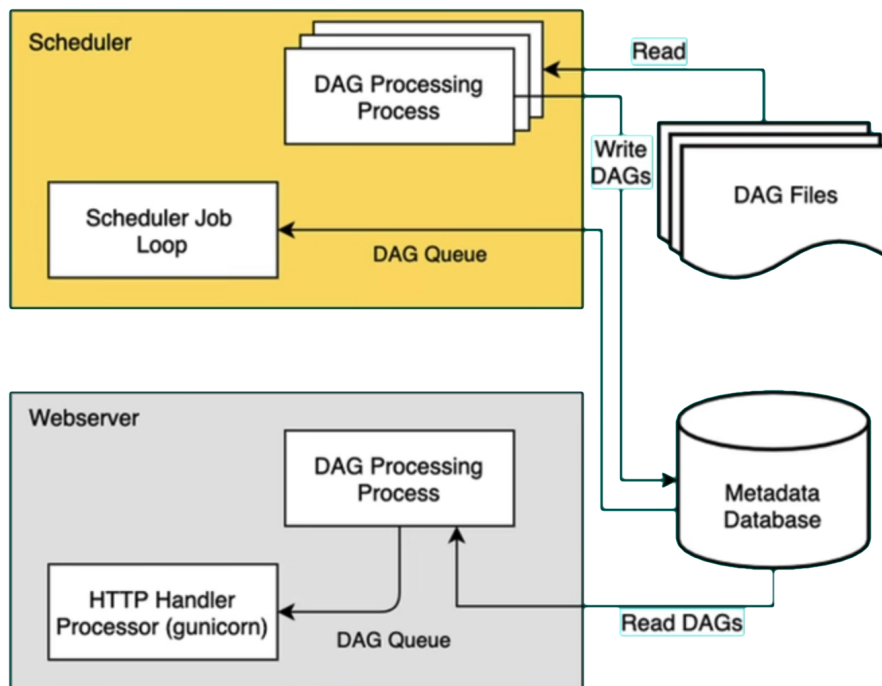 Scheduler
DAG Processing
Process
Read
Write
DAGs
DAG Files
Scheduler Job
Loop
DAG Queue
Webserver
DAG Processing
Process
Metadata
Database
HTTP Handler
Processor (gunicorn)
DAG Queue
Read DAGs